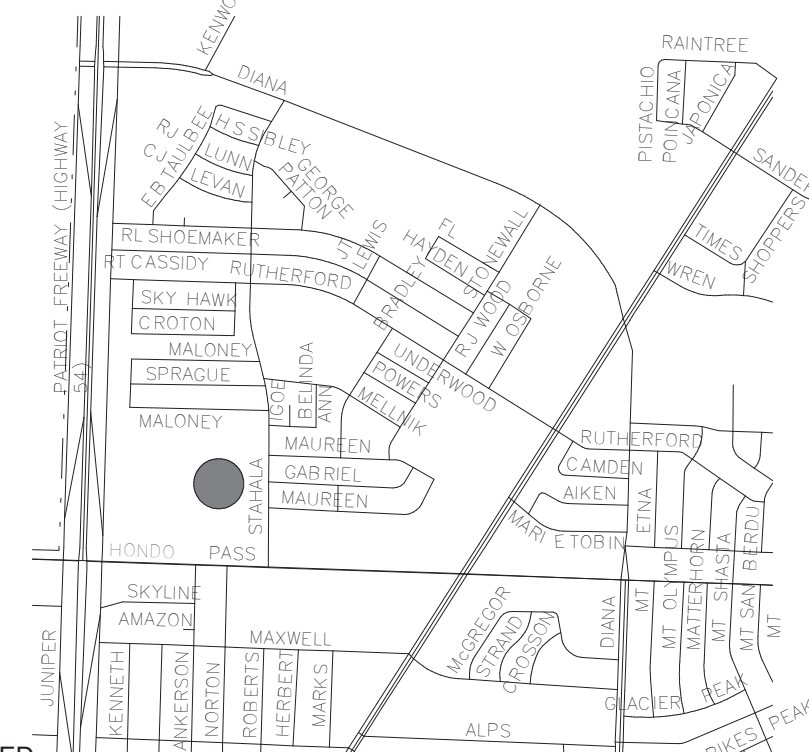 RAINTREE
DIANA
PISTACHIO
POINCANA
JAPONICA
H S SIBLEY
RJ
CJ
LUNN
LEVAN
EB TAULBEE
GEORGE
PATTON
PATRIOT FREEWAY (HIGHWAY
54)
RL SHOEMAKER
RT CASSIDY
RUTHERFORD
JT
LEWIS
FL
HAYDEN
STONEWALL
BRADLEY
RJ WOOD
W OSBORNE
TIMES
SHOPPERS
WREN
SKY HAWK
CROTON
MALONEY
SPRAGUE
MALONEY
IGOE
BELINDA
ANN
UNDERWOOD
POWERS
MELLNIK
MAUREEN
GABRIEL
MAUREEN
STAHALA
RUTHERFORD
CAMDEN
AIKEN
MARIE TOBIN
ETNA
MT
MT OLYMPUS
MATTERHORN
MT SHASTA
MT SAN BERDU
MT
HONDO PASS
SKYLINE
AMAZON
MAXWELL
JUNIPER
KENNETH
ANKERSON
NORTON
ROBERTS
HERBERT
MARKS
McGREGOR
STRAND
CROSSON
DIANA
GLACIER PEAK
ALPS
PIKES PEAK